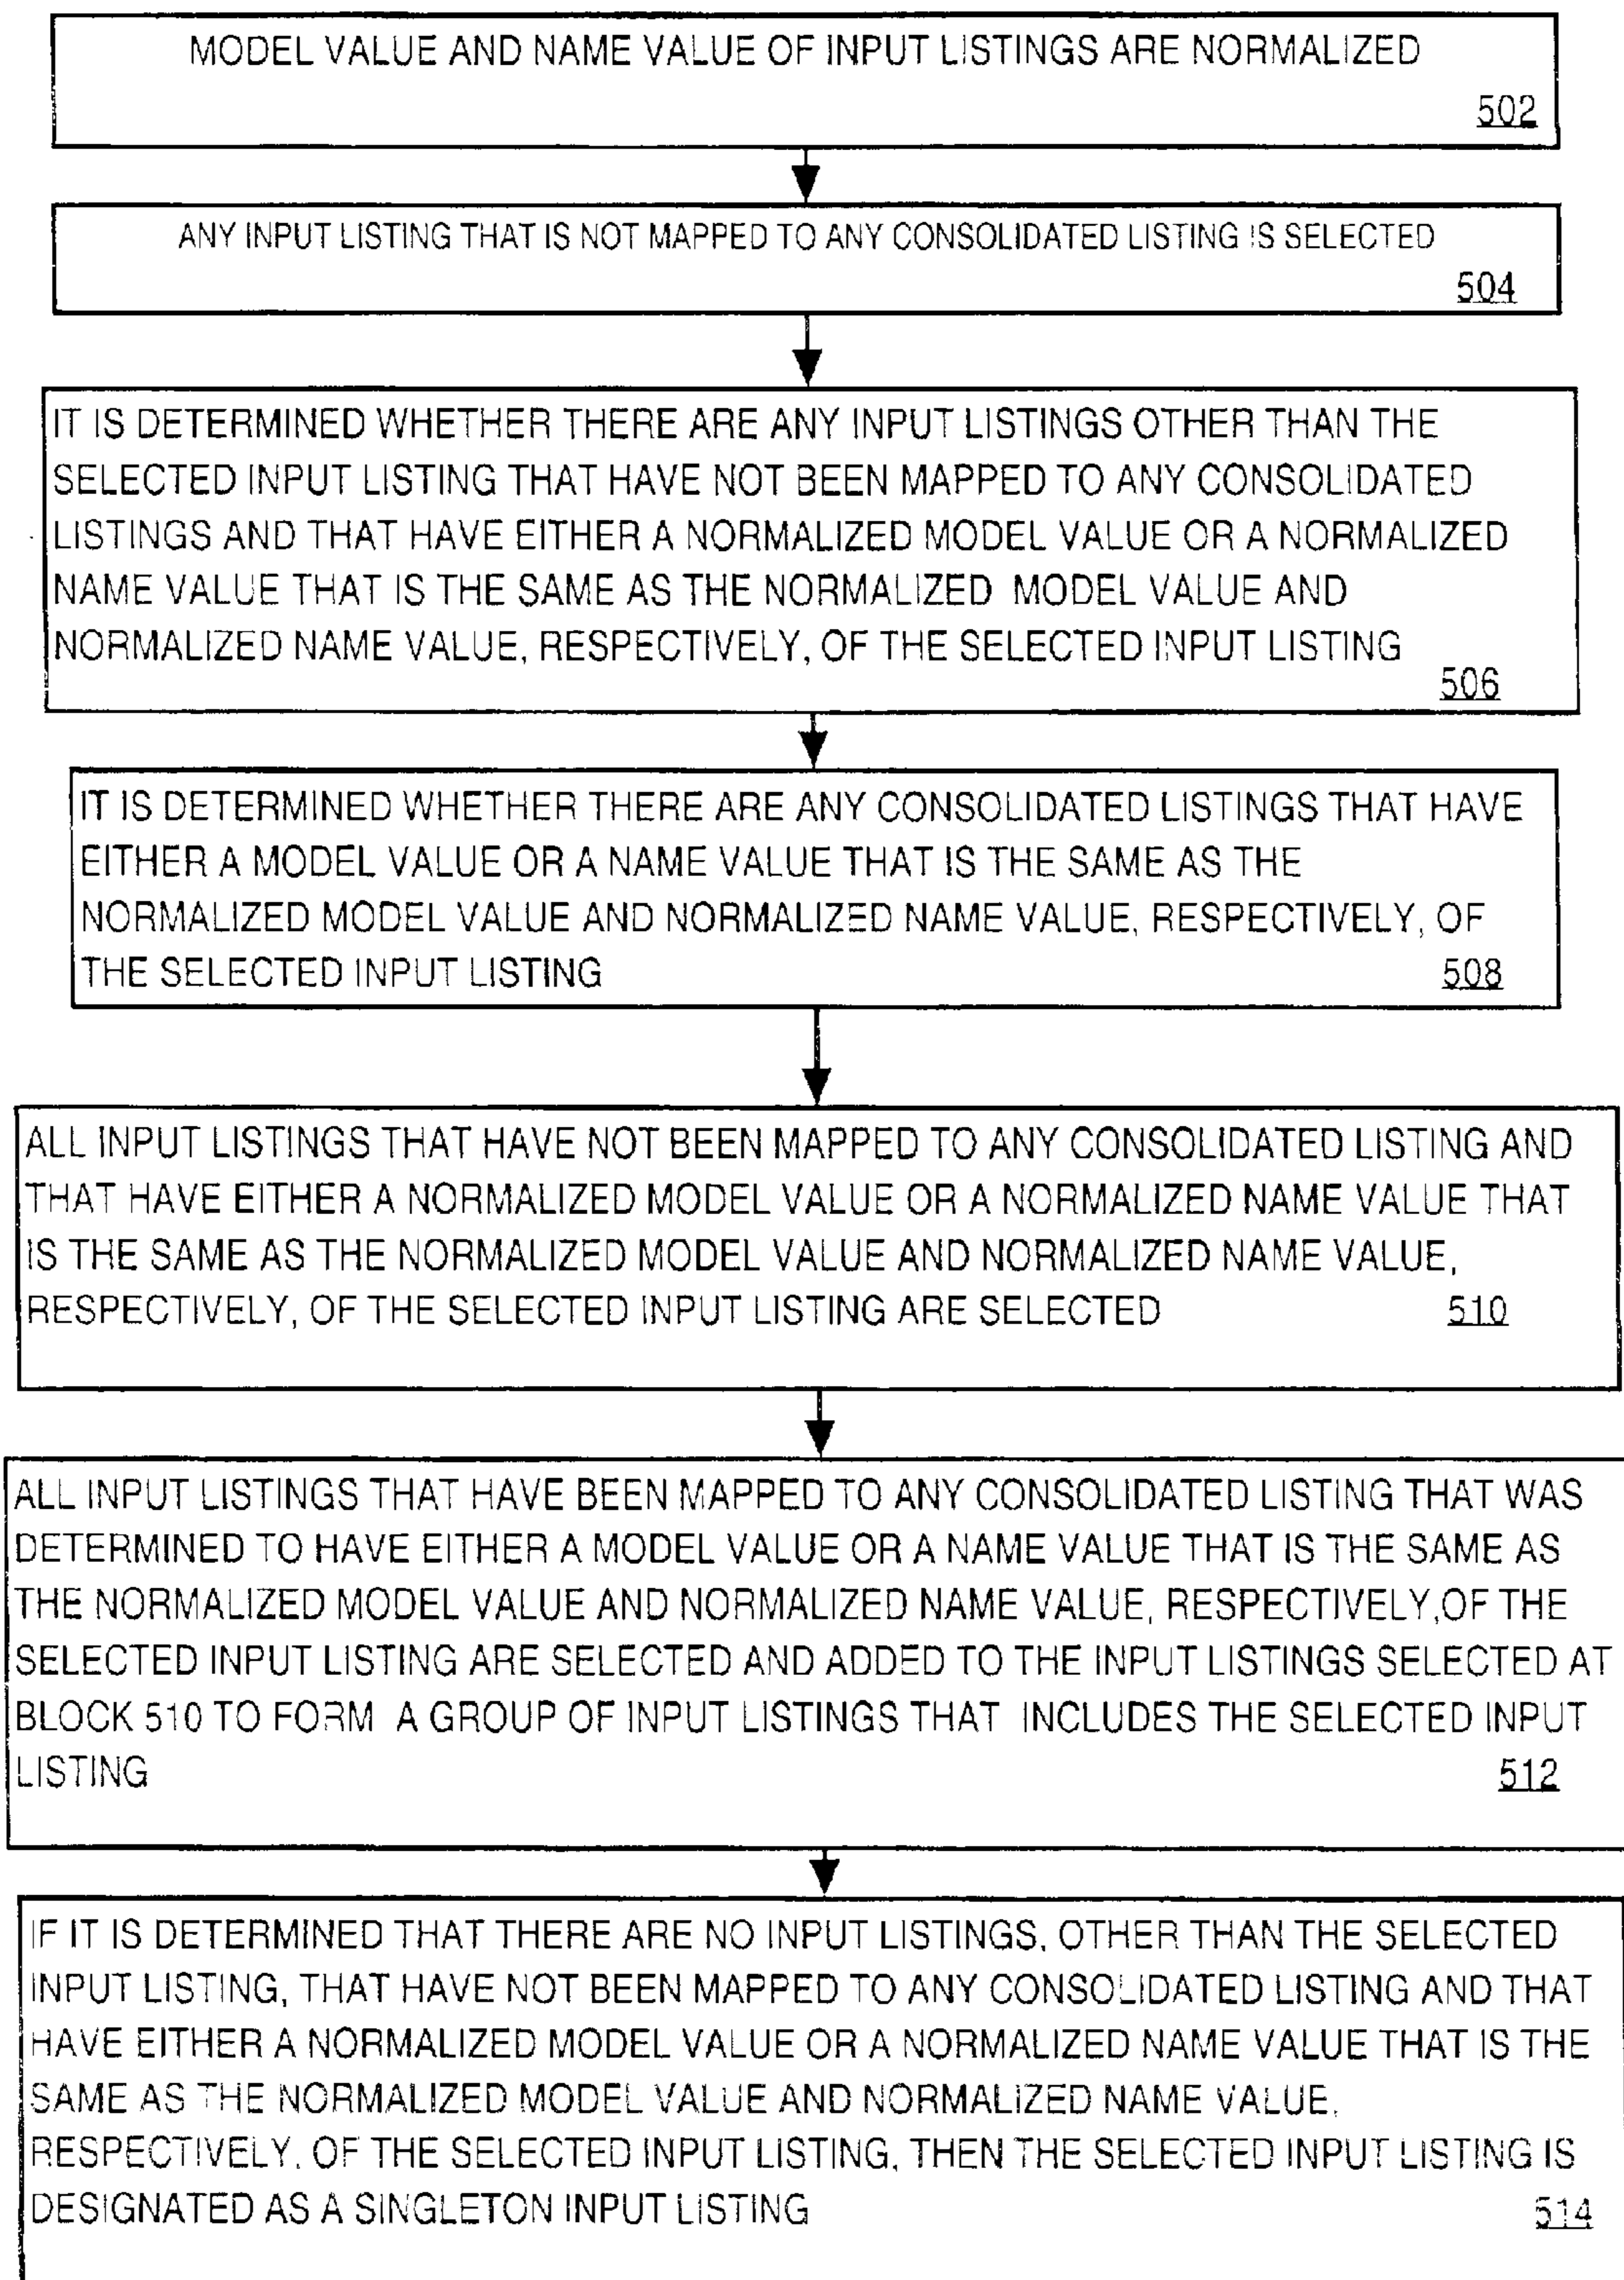 MODEL VALUE AND NAME VALUE OF INPUT LISTINGS ARE NORMALIZED
502
ANY INPUT LISTING THAT IS NOT MAPPED TO ANY CONSOLIDATED LISTING IS SELECTED
504
IT IS DETERMINED WHETHER THERE ARE ANY INPUT LISTINGS OTHER THAN THE
SELECTED INPUT LISTING THAT HAVE NOT BEEN MAPPED TO ANY CONSOLIDATED
LISTINGS AND THAT HAVE EITHER A NORMALIZED MODEL VALUE OR A NORMALIZED
NAME VALUE THAT IS THE SAME AS THE NORMALIZED MODEL VALUE AND
NORMALIZED NAME VALUE, RESPECTIVELY, OF THE SELECTED INPUT LISTING
506
IT IS DETERMINED WHETHER THERE ARE ANY CONSOLIDATED LISTINGS THAT HAVE
EITHER A MODEL VALUE OR A NAME VALUE THAT IS THE SAME AS THE
NORMALIZED MODEL VALUE AND NORMALIZED NAME VALUE, RESPECTIVELY, OF
THE SELECTED INPUT LISTING 508
ALL INPUT LISTINGS THAT HAVE NOT BEEN MAPPED TO ANY CONSOLIDATED LISTING AND
THAT HAVE EITHER A NORMALIZED MODEL VALUE OR A NORMALIZED NAME VALUE THAT
IS THE SAME AS THE NORMALIZED MODEL VALUE AND NORMALIZED NAME VALUE,
RESPECTIVELY, OF THE SELECTED INPUT LISTING ARE SELECTED 510
ALL INPUT LISTINGS THAT HAVE BEEN MAPPED TO ANY CONSOLIDATED LISTING THAT WAS
DETERMINED TO HAVE EITHER A MODEL VALUE OR A NAME VALUE THAT IS THE SAME AS
THE NORMALIZED MODEL VALUE AND NORMALIZED NAME VALUE, RESPECTIVELY,OF THE
SELECTED INPUT LISTING ARE SELECTED AND ADDED TO THE INPUT LISTINGS SELECTED AT
BLOCK 510 TO FORM A GROUP OF INPUT LISTINGS THAT INCLUDES THE SELECTED INPUT
LISTING 512
IF IT IS DETERMINED THAT THERE ARE NO INPUT LISTINGS, OTHER THAN THE SELECTED
INPUT LISTING, THAT HAVE NOT BEEN MAPPED TO ANY CONSOLIDATED LISTING AND THAT
HAVE EITHER A NORMALIZED MODEL VALUE OR A NORMALIZED NAME VALUE THAT IS THE
SAME AS THE NORMALIZED MODEL VALUE AND NORMALIZED NAME VALUE,
RESPECTIVELY, OF THE SELECTED INPUT LISTING, THEN THE SELECTED INPUT LISTING IS
DESIGNATED AS A SINGLETON INPUT LISTING 514